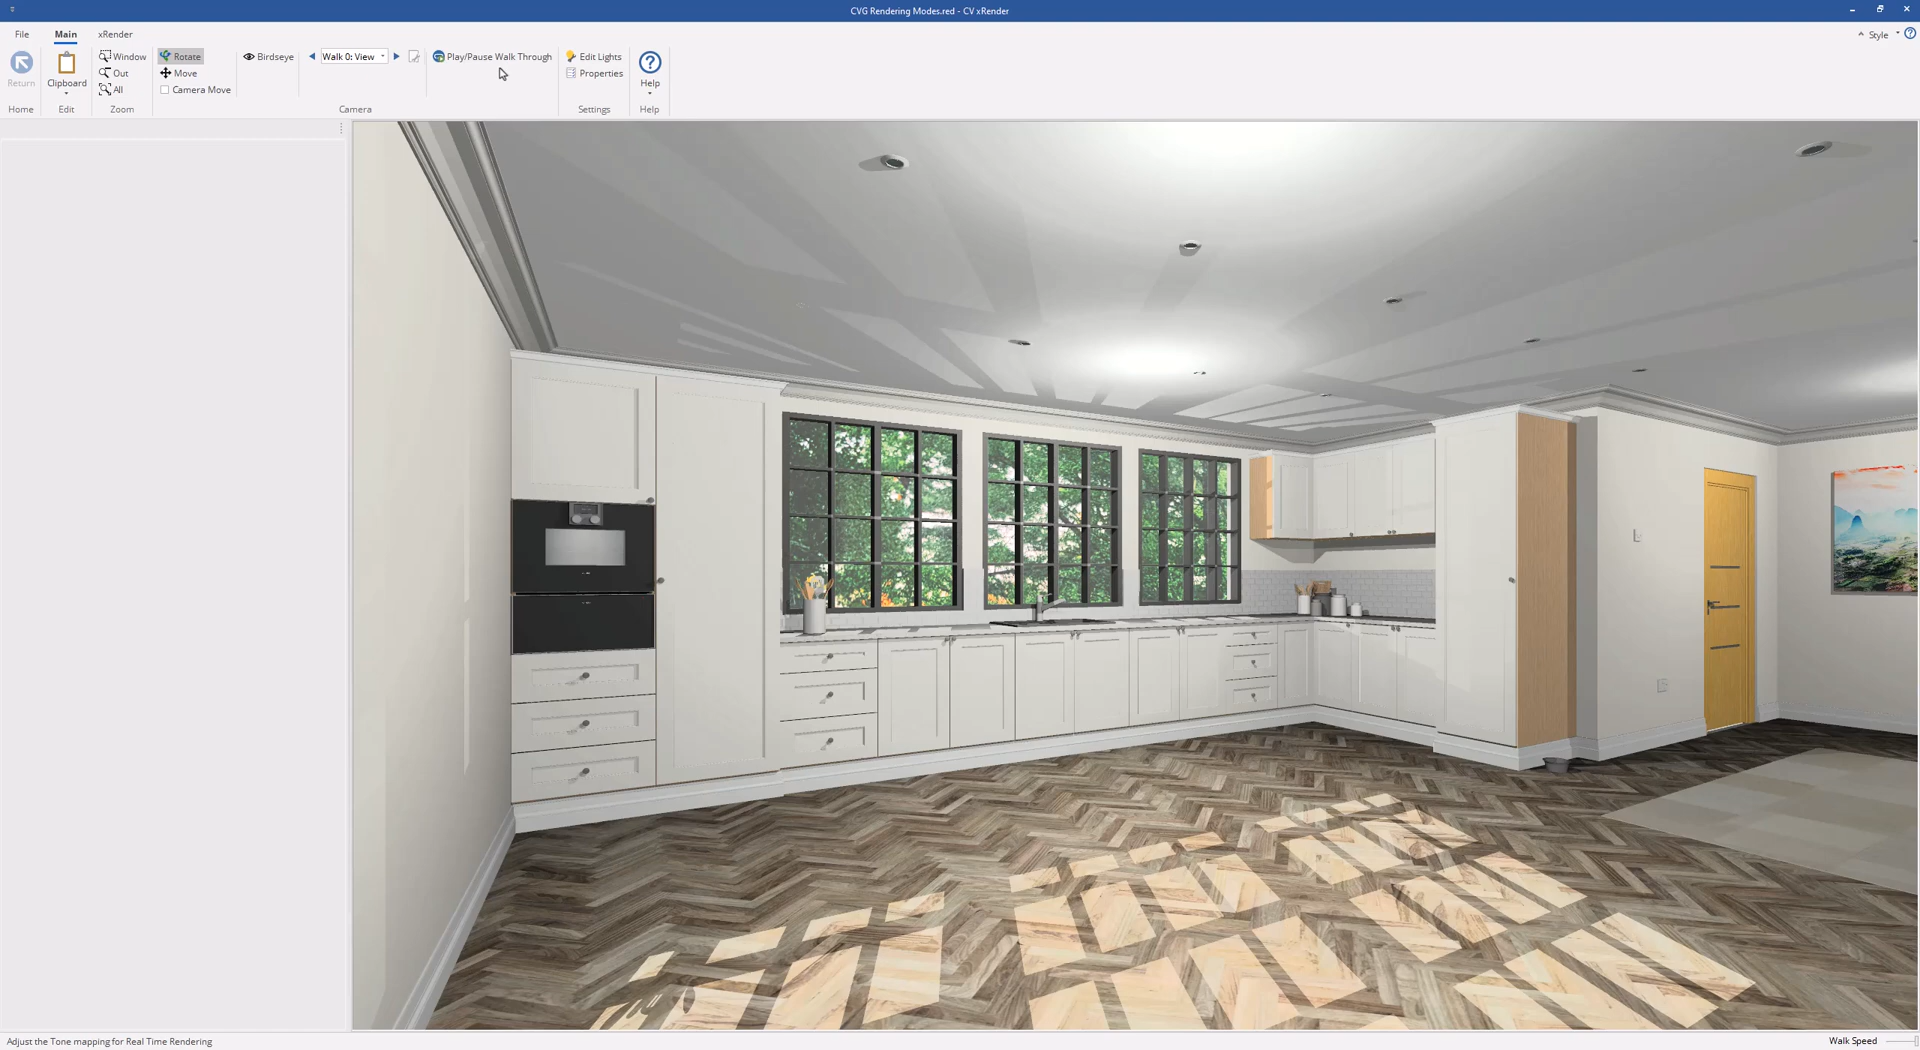 CVG Rendering Modes.red - CV xRender
File
Main
xRender
Style
Return
Clipboard
Window
Out
All
Rotate
Move
Camera Move
Birdseye
Walk 0: View
Play/Pause Walk Through
Edit Lights
Properties
Help
Home
Edit
Zoom
Camera
Settings
Help
Adjust the Tone mapping for Real Time Rendering
Walk Speed